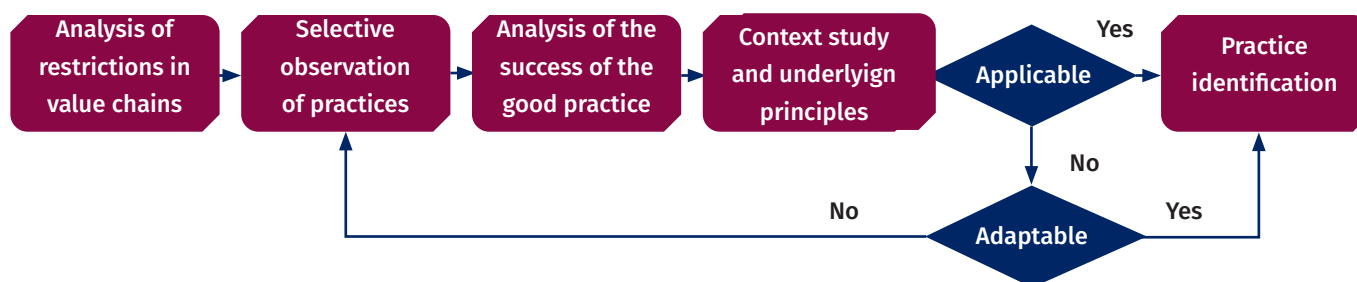 Analysis of
restrictions in
value chains
Selective
observation
of practices
Analysis of the
success of the
good practice
Context study
and underlyign
principles
Applicable
Yes
Practice
identification
No
No
Adaptable
Yes